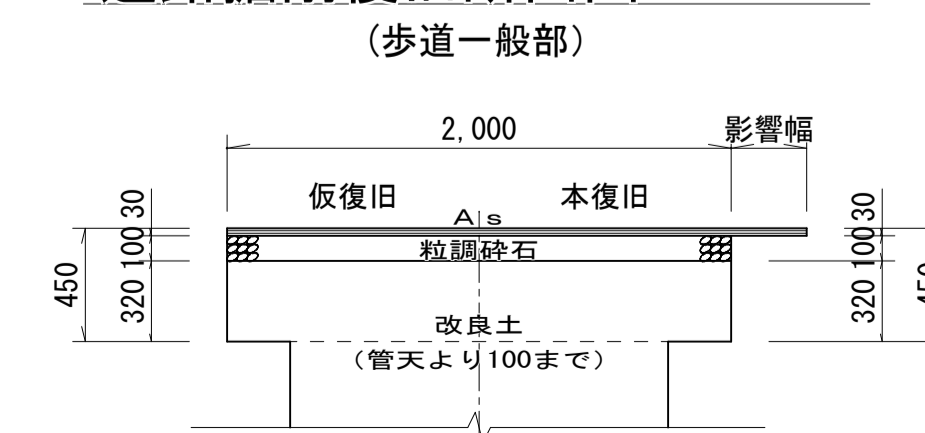 (歩道一般部)
2,000
影響幅
仮復旧
本復旧
As
粒調砕石
改良土
(管天より100まで)
30
100
320
450
30
100
320
450